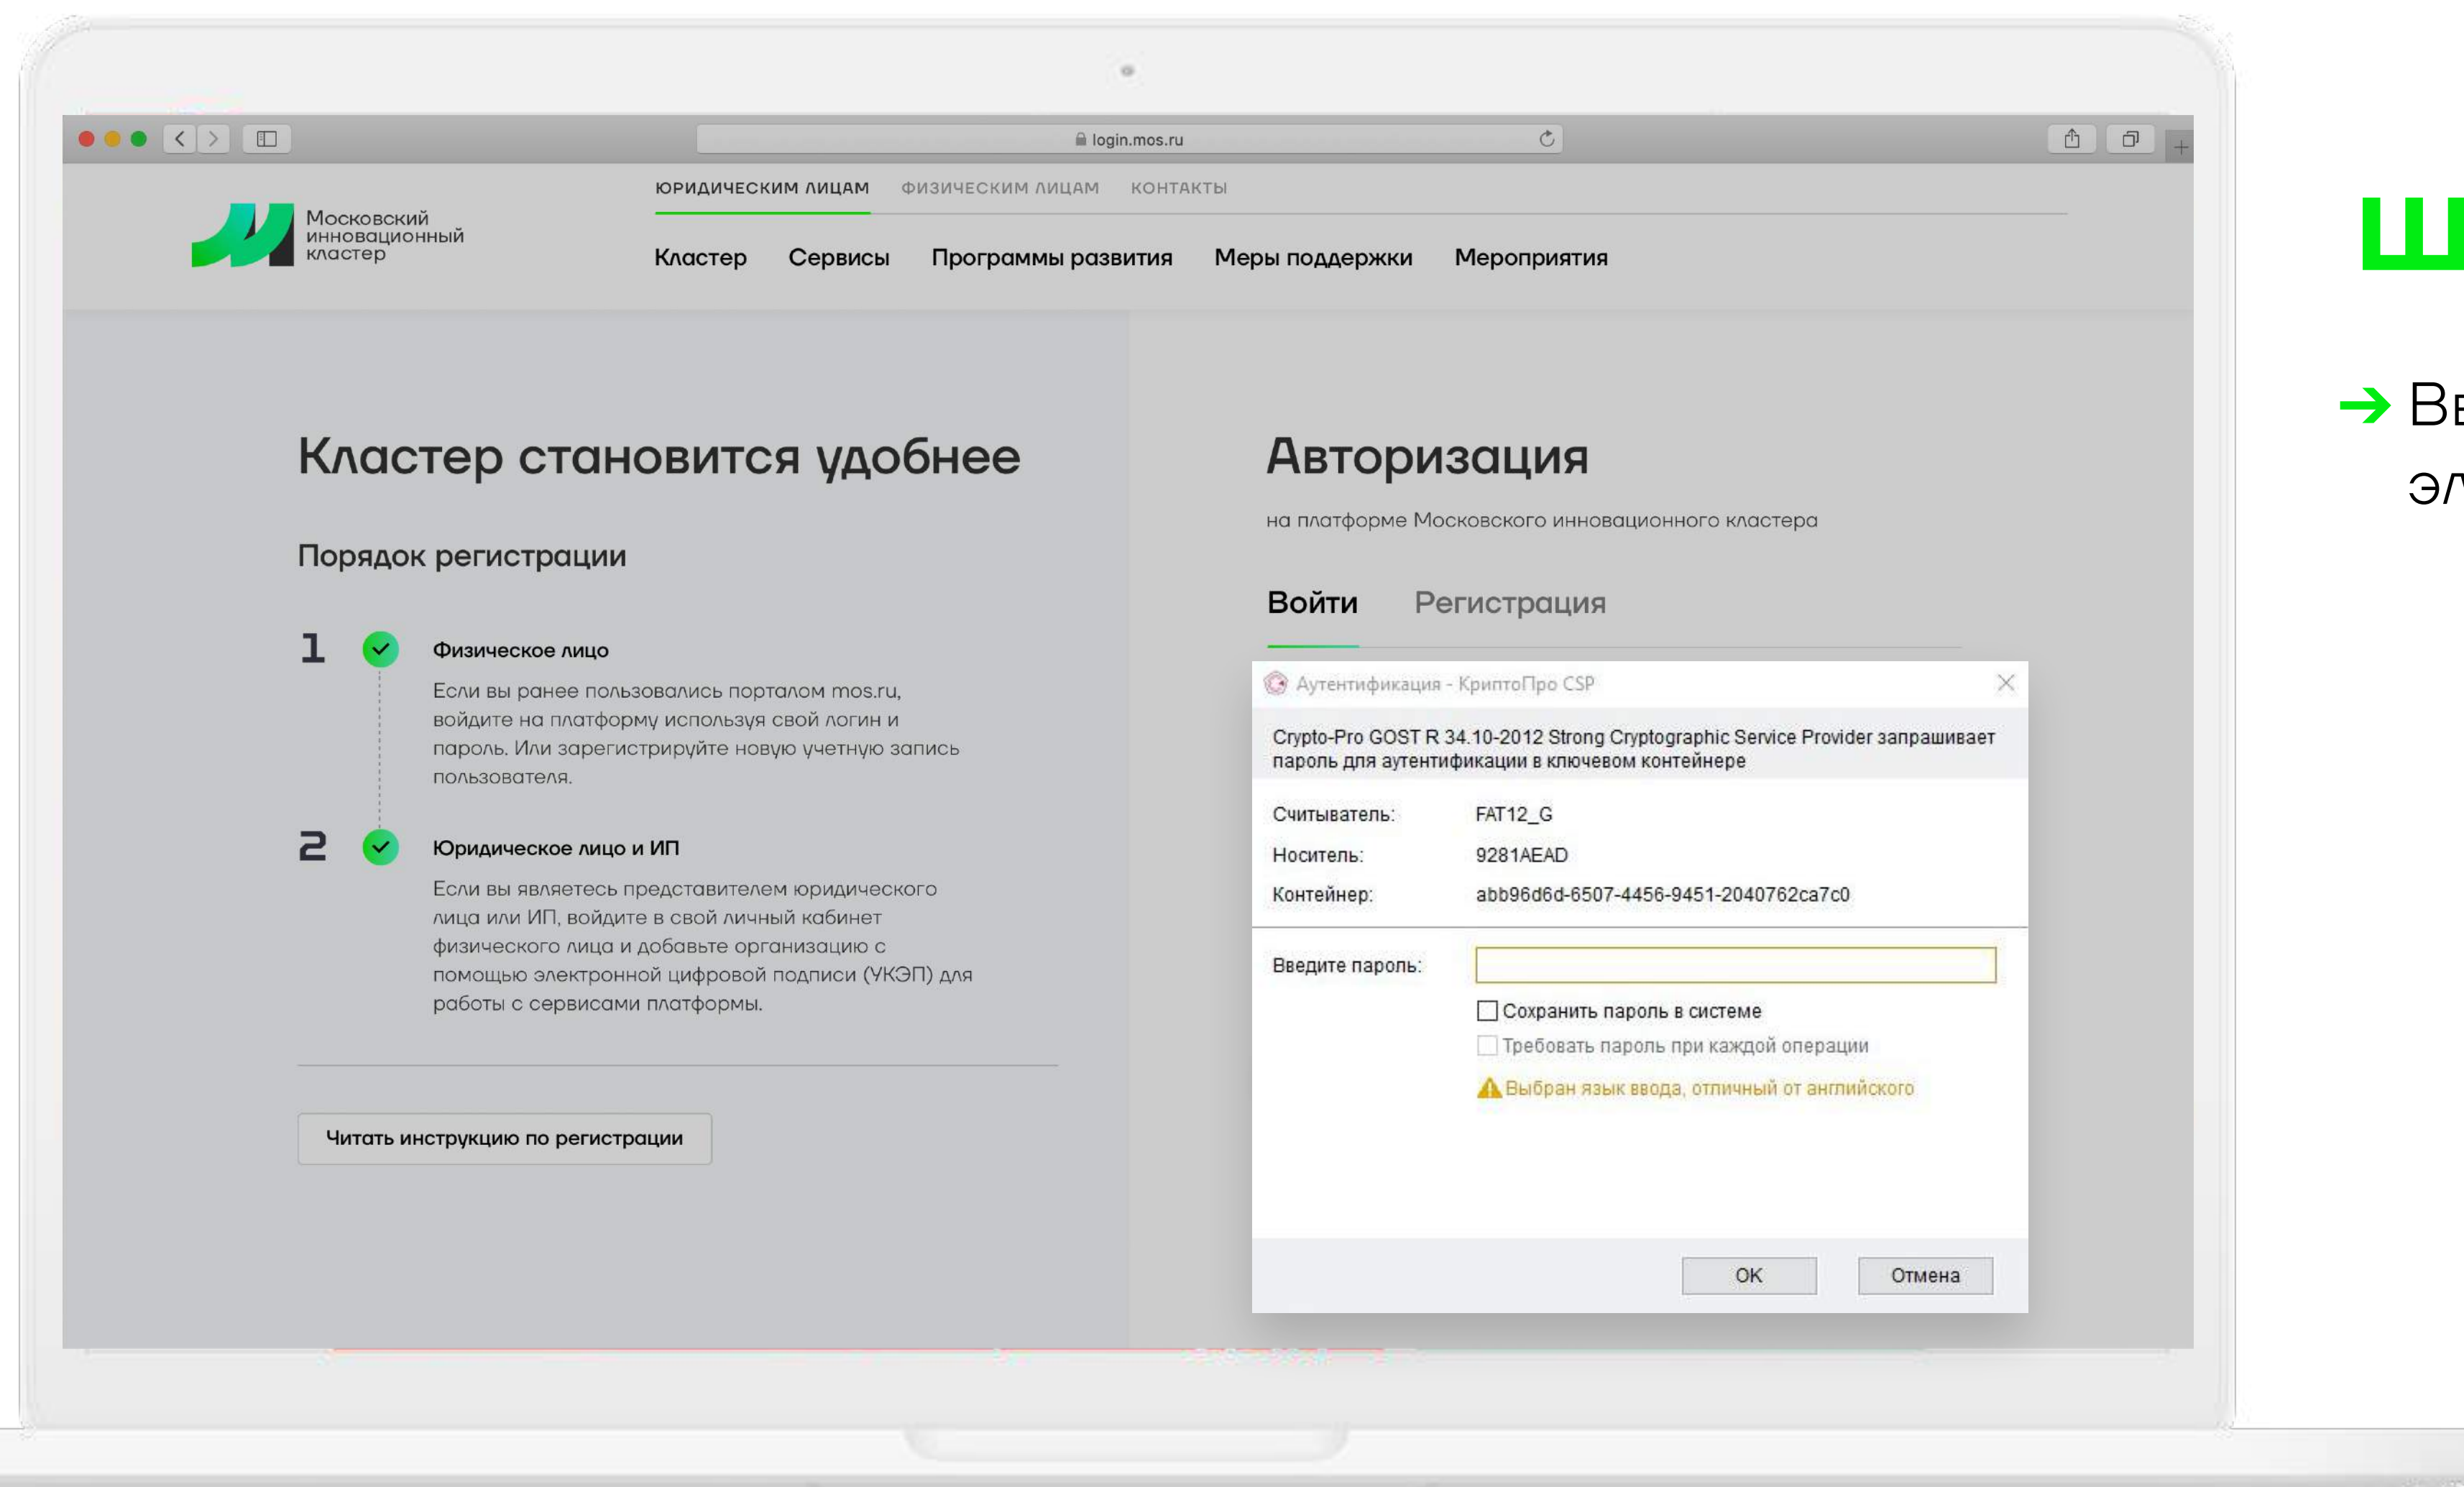 login.mos.ru
ЮРИДИЧЕСКИМ ЛИЦАМ ФИЗИЧЕСКИМ ЛИЦАМ КОНТАКТЫ
Московский
инновационный
кластер
Кластер Сервисы Программы развития Меры поддержки Мероприятия
Кластер становится удобнее
Порядок регистрации
1 Физическое лицо
Если вы ранее пользовались порталом mos.ru,
войдите на платформу используя свой логин и
пароль. Или зарегистрируйте новую учетную запись
пользователя.
2 Юридическое лицо и ИП
Если вы являетесь представителем юридического
лица или ИП, войдите в свой личный кабинет
физического лица и добавьте организацию с
помощью электронной цифровой подписи (УКЭП) для
работы с сервисами платформы.
Читать инструкцию по регистрации
Авторизация
на платформе Московского инновационного кластера
Войти Регистрация
Аутентификация - КриптоПро CSP
Crypto-Pro GOST R 34.10-2012 Strong Cryptographic Service Provider запрашивает
пароль для аутентификации в ключевом контейнере
Считыватель: FAT12_G
Носитель: 9281AEAD
Контейнер: abb96d6d-6507-4456-9451-2040762ca7c0
Введите пароль:
Сохранить пароль в системе
Требовать пароль при каждой операции
Выбран язык ввода, отличный от английского
OK Отмена